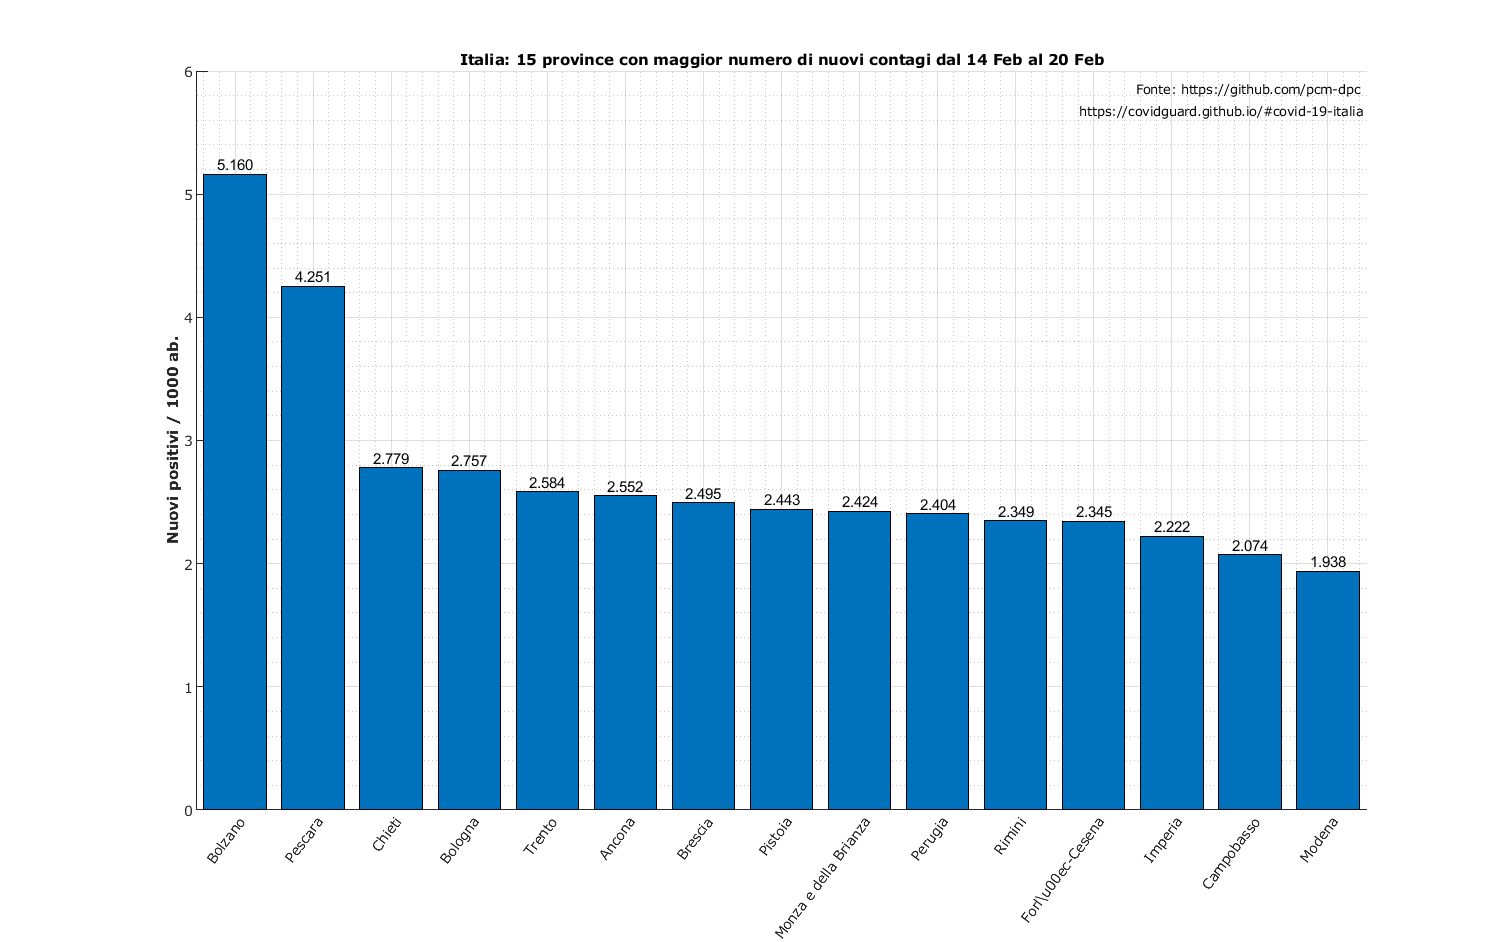 Italia: 15 province con maggior numero di nuovi contagi dal 14 Feb al 20 Feb
Fonte: https://github.com/pcm-dpc
https://covidguard.github.io/#covid-19-italia
Nuovi positivi / 1000 ab.
6
5
4
3
2
1
0
5.160
4.251
2.779
2.757
2.584
2.552
2.495
2.443
2.424
2.404
2.349
2.345
2.222
2.074
1.938
Bolzano
Pescara
Chieti
Bologna
Trento
Ancona
Brescia
Pistoia
Monza e della Brianza
Perugia
Rimini
Forl\u00ec-Cesena
Imperia
Campobasso
Modena